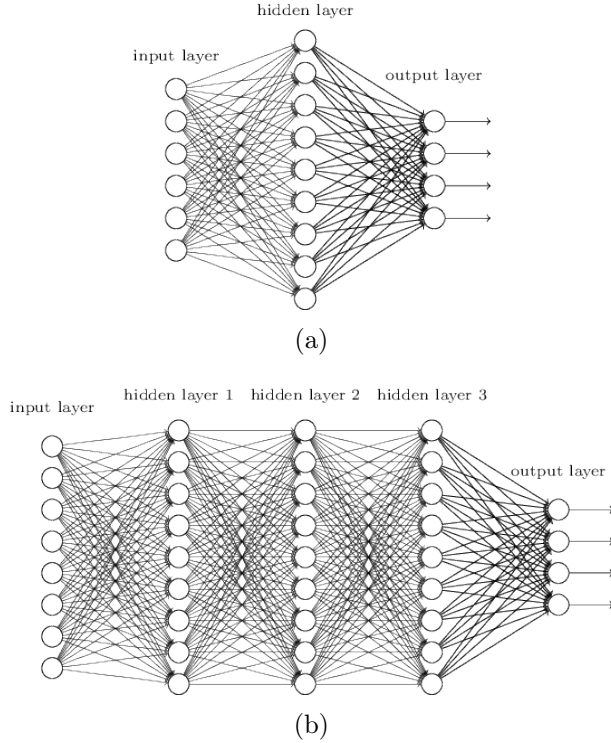 hidden layer
input layer
output layer
(a)
hidden layer 1 hidden layer 2 hidden layer 3
input layer
output layer
(b)